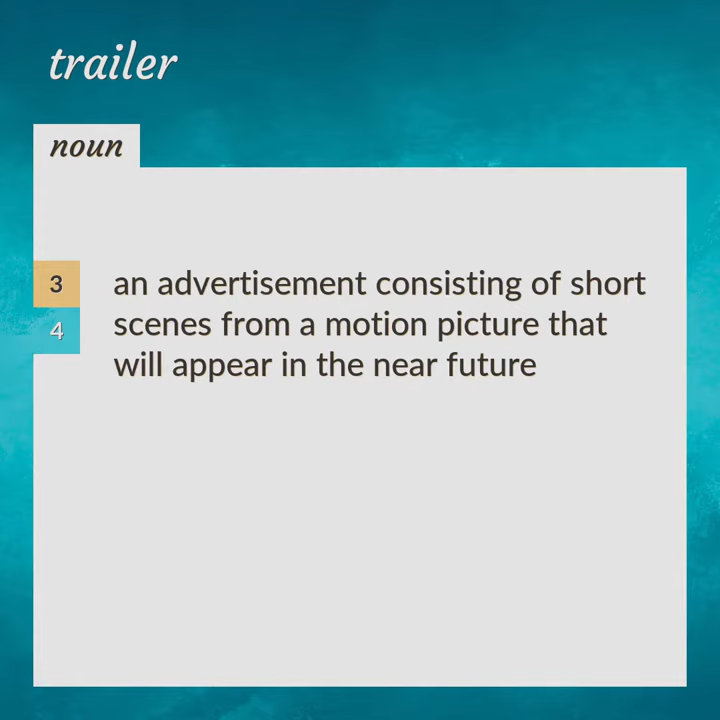 trailer
noun
3
4
an advertisement consisting of short
scenes from a motion picture that
will appear in the near future